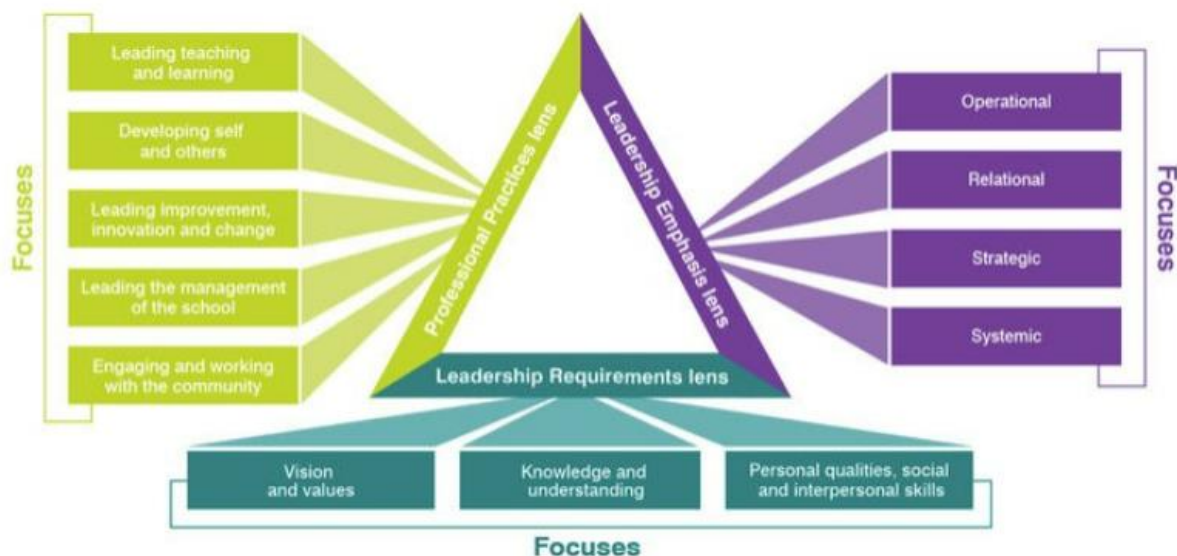 Focuses
Leading teaching
and learning
Developing self
and others
Leading improvement,
innovation and change
Leading the management
of the school
Engaging and working
with the community
Professional Practices lens
Leadership Emphasis lens
Leadership Requirements lens
Operational
Relational
Strategic
Systemic
Focuses
Vision
and values
Knowledge and
understanding
Personal qualities, social
and interpersonal skills
Focuses